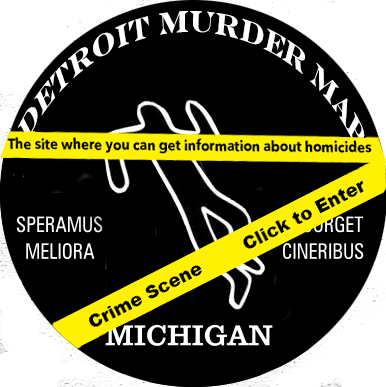 DETROIT MURDER MAP
The site where you can get information about homicides
SPERAMUS
MELIORA
CINERIBUS
Crime Scene Click to Enter
MICHIGAN